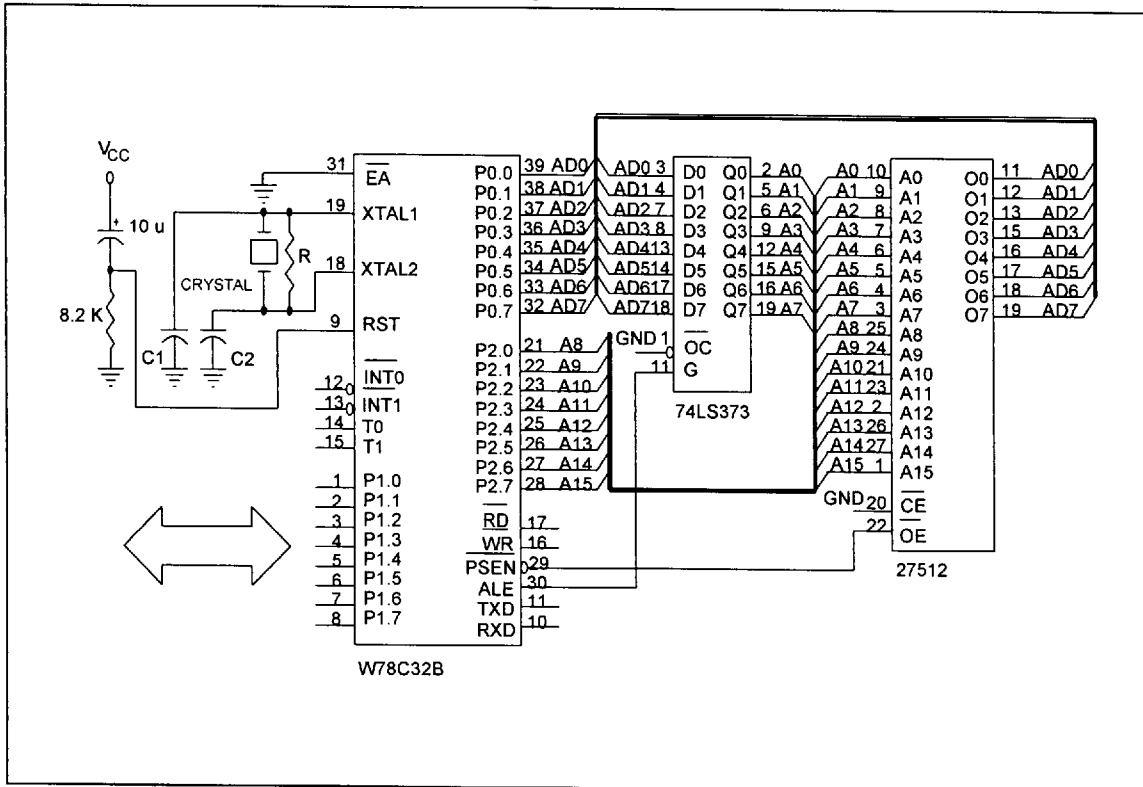 VCC
10 u
8.2 K
C1
C2
CRYSTAL
R
31 EA
19 XTAL1
18 XTAL2
9 RST
12 INT0
13 INT1
14 T0
15 T1
1 P1.0
2 P1.1
3 P1.2
4 P1.3
5 P1.4
6 P1.5
7 P1.6
8 P1.7
P0.0 39 AD0
P0.1 38 AD1
P0.2 37 AD2
P0.3 36 AD3
P0.4 35 AD4
P0.5 34 AD5
P0.6 33 AD6
P0.7 32 AD7
P2.0 21 A8
P2.1 22 A9
P2.2 23 A10
P2.3 24 A11
P2.4 25 A12
P2.5 26 A13
P2.6 27 A14
P2.7 28 A15
RD 17
WR 16
PSEN 29
ALE 30
TXD 11
RXD 10
W78C32B
AD0 3 D0 Q0 2 A0
AD1 4 D1 Q1 5 A1
AD2 7 D2 Q2 6 A2
AD3 8 D3 Q3 9 A3
AD4 13 D4 Q4 12 A4
AD5 14 D5 Q5 15 A5
AD6 17 D6 Q6 16 A6
AD7 18 D7 Q7 19 A7
GND 1 OC
11 G
74LS373
A0 10 A0 O0 11 AD0
A1 9 A1 O1 12 AD1
A2 8 A2 O2 13 AD2
A3 7 A3 O3 15 AD3
A4 6 A4 O4 16 AD4
A5 5 A5 O5 17 AD5
A6 4 A6 O6 18 AD6
A7 3 A7 O7 19 AD7
A8 25 A8
A9 24 A9
A10 21 A10
A11 23 A11
A12 2 A12
A13 26 A13
A14 27 A14
A15 1 A15
GND 20 CE
22 OE
27512